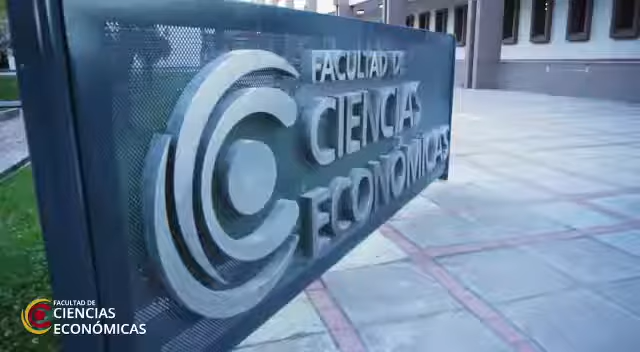 FACULTAD DE
CIENCIAS
ECONÓMICAS
FACULTAD DE
CIENCIAS
ECONÓMICAS